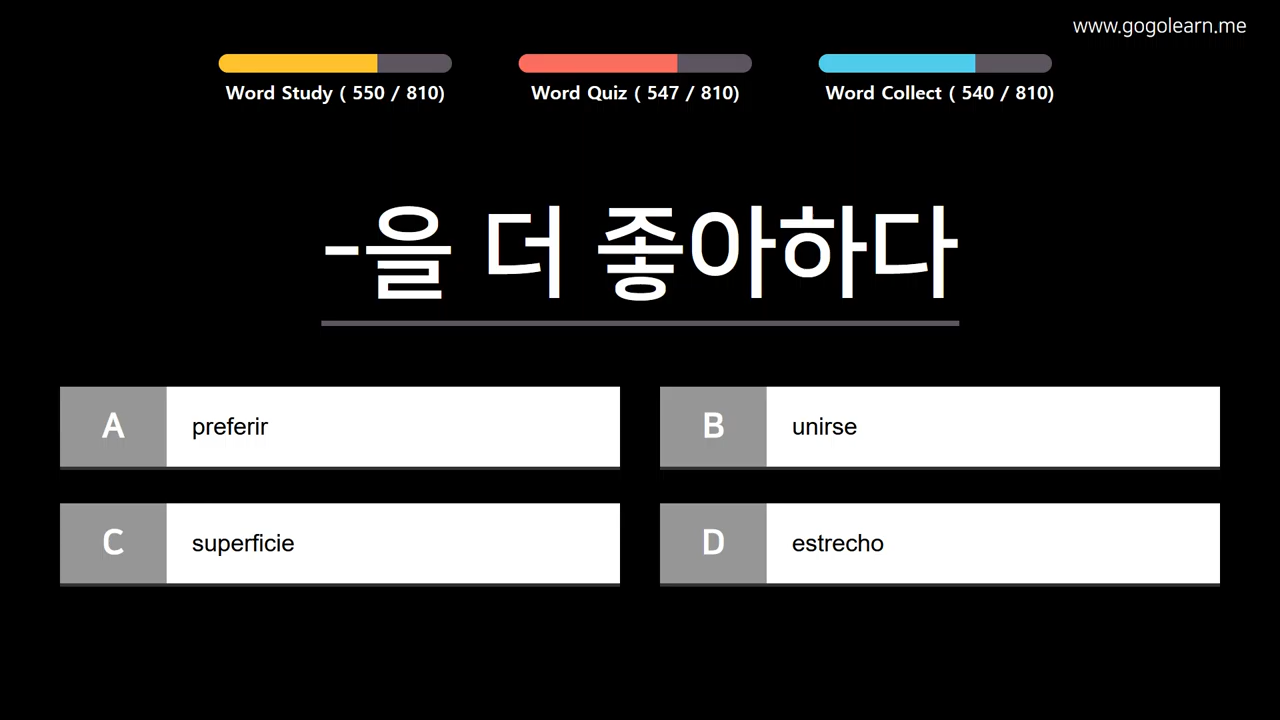 www.gogolearn.me
Word Study ( 550 / 810)
Word Quiz ( 547 / 810)
Word Collect ( 540 / 810)
-을 더 좋아하다
A preferir
B unirse
C superficie
D estrecho